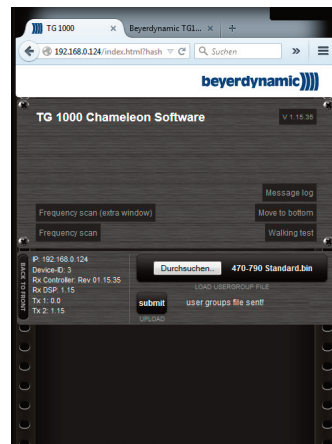 TG 1000
Beyerdynamic TG1...
192.168.0.124/index.html?hash
Suchen
beyerdynamic
TG 1000 Chameleon Software
V 1.15.35
Message log
Frequency scan (extra window)
Move to bottom
Frequency scan
Walking test
BACK TO FRONT
IP: 192.168.0.124
Device-ID: 3
Rx Controller: Rev 01.15.35
Rx DSP: 1.15
Tx 1: 0.0
Tx 2: 1.15
Durchsuchen.. 470-790 Standard.bin
LOAD USERGROUP FILE
submit
user groups file sent!
UPLOAD